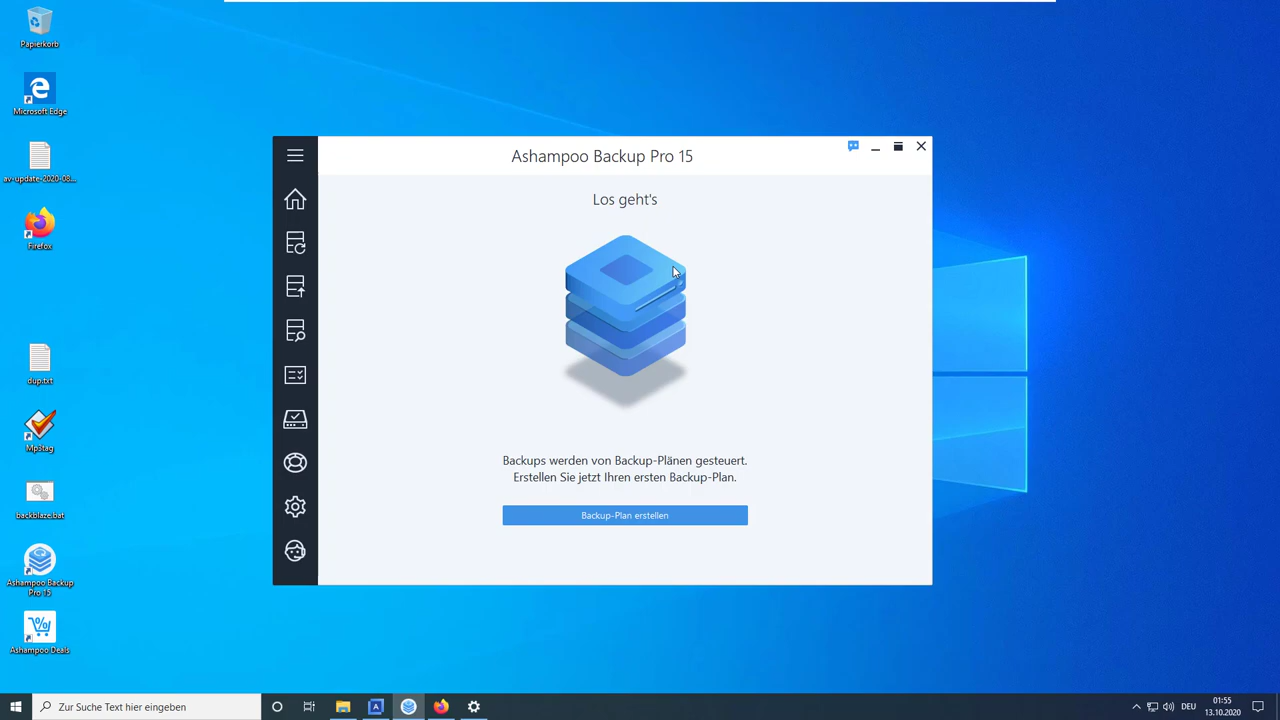 Papierkorb
Microsoft Edge
av-update-2020-08...
Firefox
dup.txt
Mp3tag
backblaze.bat
Ashampoo Backup
Pro 15
Ashampoo Deals
Ashampoo Backup Pro 15
Los geht's
Backups werden von Backup-Plänen gesteuert.
Erstellen Sie jetzt Ihren ersten Backup-Plan.
Backup-Plan erstellen
Zur Suche Text hier eingeben
A
DEU
01:55
13.10.2020